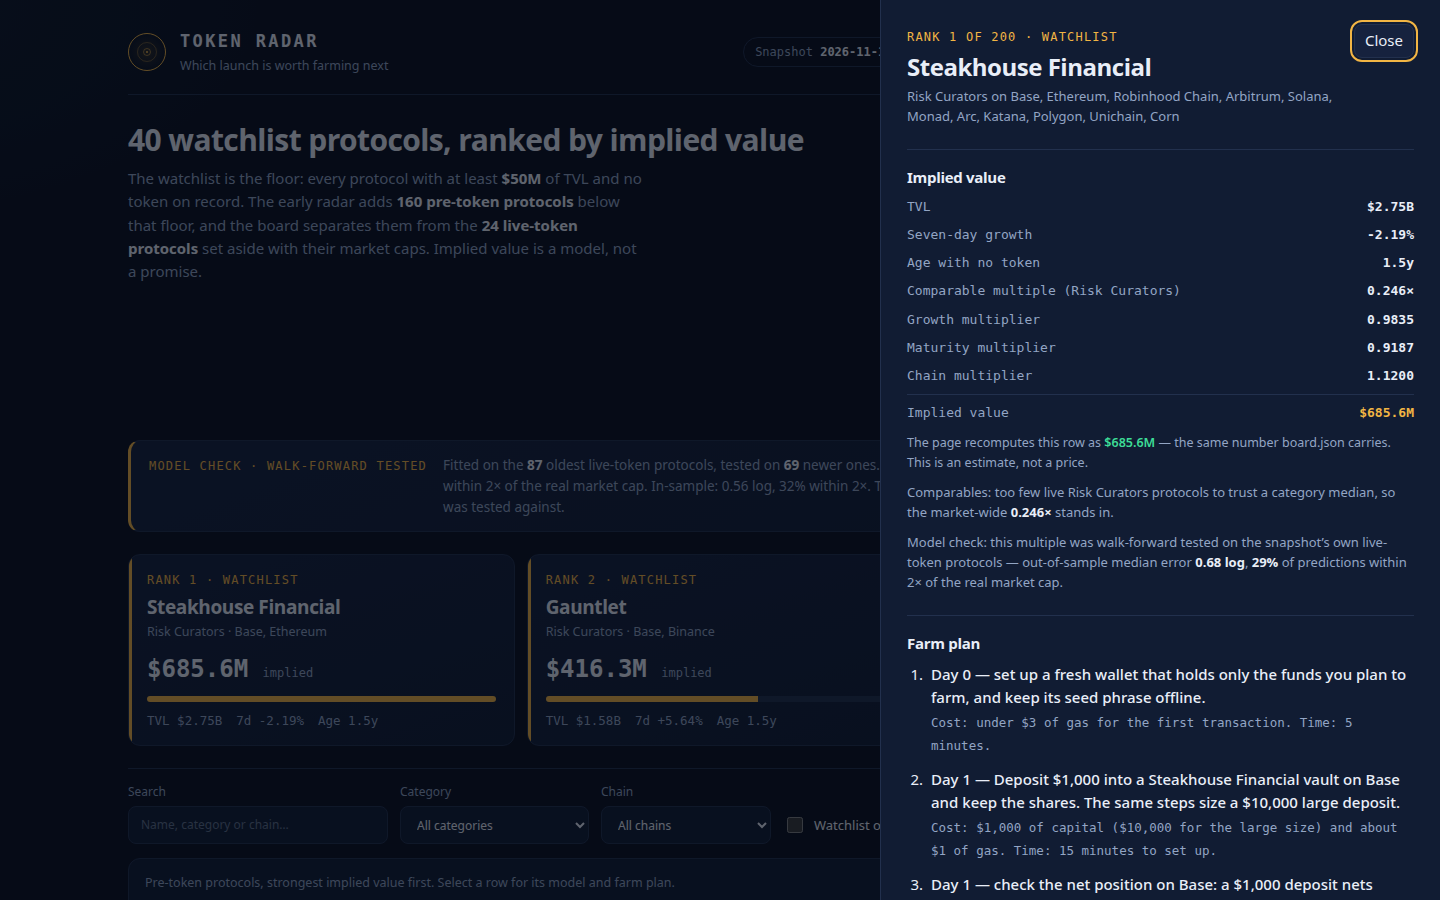 TOKEN RADAR
Which launch is worth farming next
Snapshot 2026-11-
40 watchlist protocols, ranked by implied value
The watchlist is the floor: every protocol with at least $50M of TVL and no
token on record. The early radar adds 160 pre-token protocols below
that floor, and the board separates them from the 24 live-token
protocols set aside with their market caps. Implied value is a model, not
a promise.
MODEL CHECK · WALK-FORWARD TESTED
Fitted on the 87 oldest live-token protocols, tested on 69 newer ones.
within 2× of the real market cap. In-sample: 0.56 log, 32% within 2×. T
was tested against.
RANK 1 · WATCHLIST
Steakhouse Financial
Risk Curators · Base, Ethereum
$685.6M implied
TVL $2.75B 7d -2.19% Age 1.5y
RANK 2 · WATCHLIST
Gauntlet
Risk Curators · Base, Binance
$416.3M implied
TVL $1.58B 7d +5.64% Age 1.5y
Search
Name, category or chain...
Category
All categories
Chain
All chains
Watchlist o
Pre-token protocols, strongest implied value first. Select a row for its model and farm plan.
RANK 1 OF 200 · WATCHLIST
Close
Steakhouse Financial
Risk Curators on Base, Ethereum, Robinhood Chain, Arbitrum, Solana,
Monad, Arc, Katana, Polygon, Unichain, Corn
Implied value
TVL $2.75B
Seven-day growth -2.19%
Age with no token 1.5y
Comparable multiple (Risk Curators) 0.246×
Growth multiplier 0.9835
Maturity multiplier 0.9187
Chain multiplier 1.1200
Implied value $685.6M
The page recomputes this row as $685.6M — the same number board.json carries.
This is an estimate, not a price.
Comparables: too few live Risk Curators protocols to trust a category median, so
the market-wide 0.246× stands in.
Model check: this multiple was walk-forward tested on the snapshot's own live-
token protocols — out-of-sample median error 0.68 log, 29% of predictions within
2× of the real market cap.
Farm plan
1. Day 0 — set up a fresh wallet that holds only the funds you plan to
farm, and keep its seed phrase offline.
Cost: under $3 of gas for the first transaction. Time: 5
minutes.
2. Day 1 — Deposit $1,000 into a Steakhouse Financial vault on Base
and keep the shares. The same steps size a $10,000 large deposit.
Cost: $1,000 of capital ($10,000 for the large size) and about
$1 of gas. Time: 15 minutes to set up.
3. Day 1 — check the net position on Base: a $1,000 deposit nets